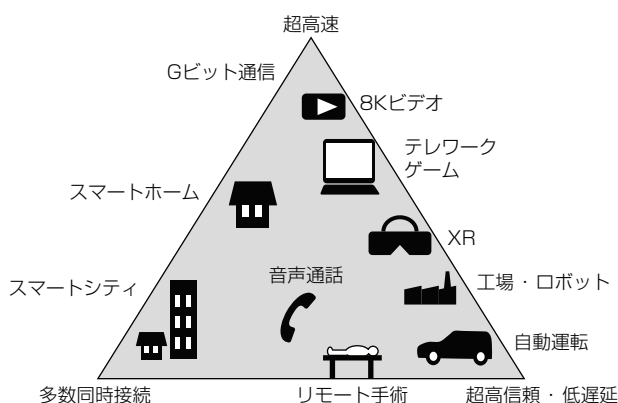 超高速
Gビット通信
8Kビデオ
テレワーク
ゲーム
スマートホーム
XR
音声通話
スマートシティ
工場・ロボット
自動運転
多数同時接続
リモート手術
超高信頼・低遅延